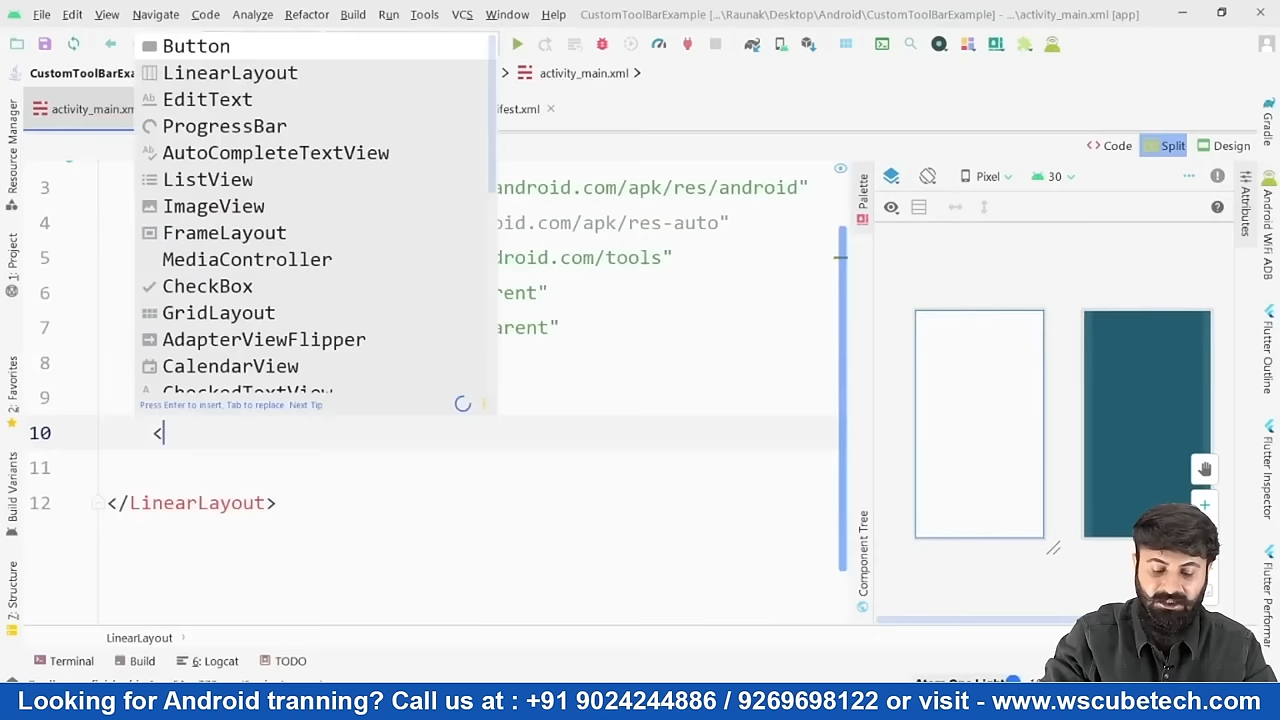 File Edit View Navigate Code Analyze Refactor Build Run Tools VCS Window Help CustomToolBarExample [...\Raunak\Desktop\Android\CustomToolBarExample] - ...\activity_main.xml [app]
CustomToolBarExa
activity_main.xml
activity_main.xm
ifest.xml
Code Split Design
Button
LinearLayout
EditText
ProgressBar
AutoCompleteTextView
ListView
ImageView
FrameLayout
MediaController
CheckBox
GridLayout
AdapterViewFlipper
CalendarView
CheckedTextView
Press Enter to insert, Tab to replace Next Tip
3 android.com/apk/res/android"
4 oid.com/apk/res-auto"
5 droid.com/tools"
6 rent"
7 arent"
8
9
10 <
11
12 </LinearLayout>
Pixel 30
Resource Manager
1: Project
2: Favorites
Build Variants
7: Structure
Palette
Component Tree
Attributes
Gradle
Android WiFi ADB
Flutter Outline
Flutter Inspector
Flutter Performa
LinearLayout
Terminal Build 6: Logcat TODO
Looking for Android tranning? Call us at : +91 9024244886 / 9269698122 or visit - www.wscubetech.com